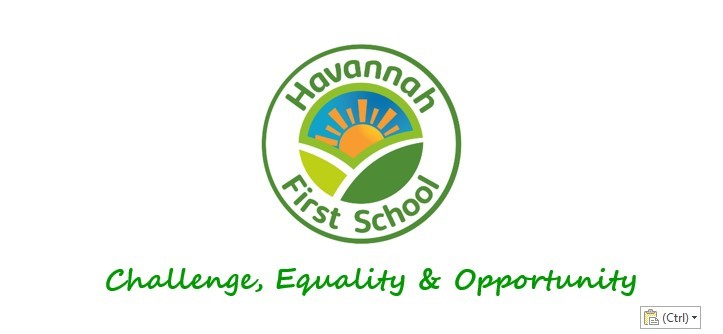 Havannah
First School
Challenge, Equality & Opportunity
(Ctrl)